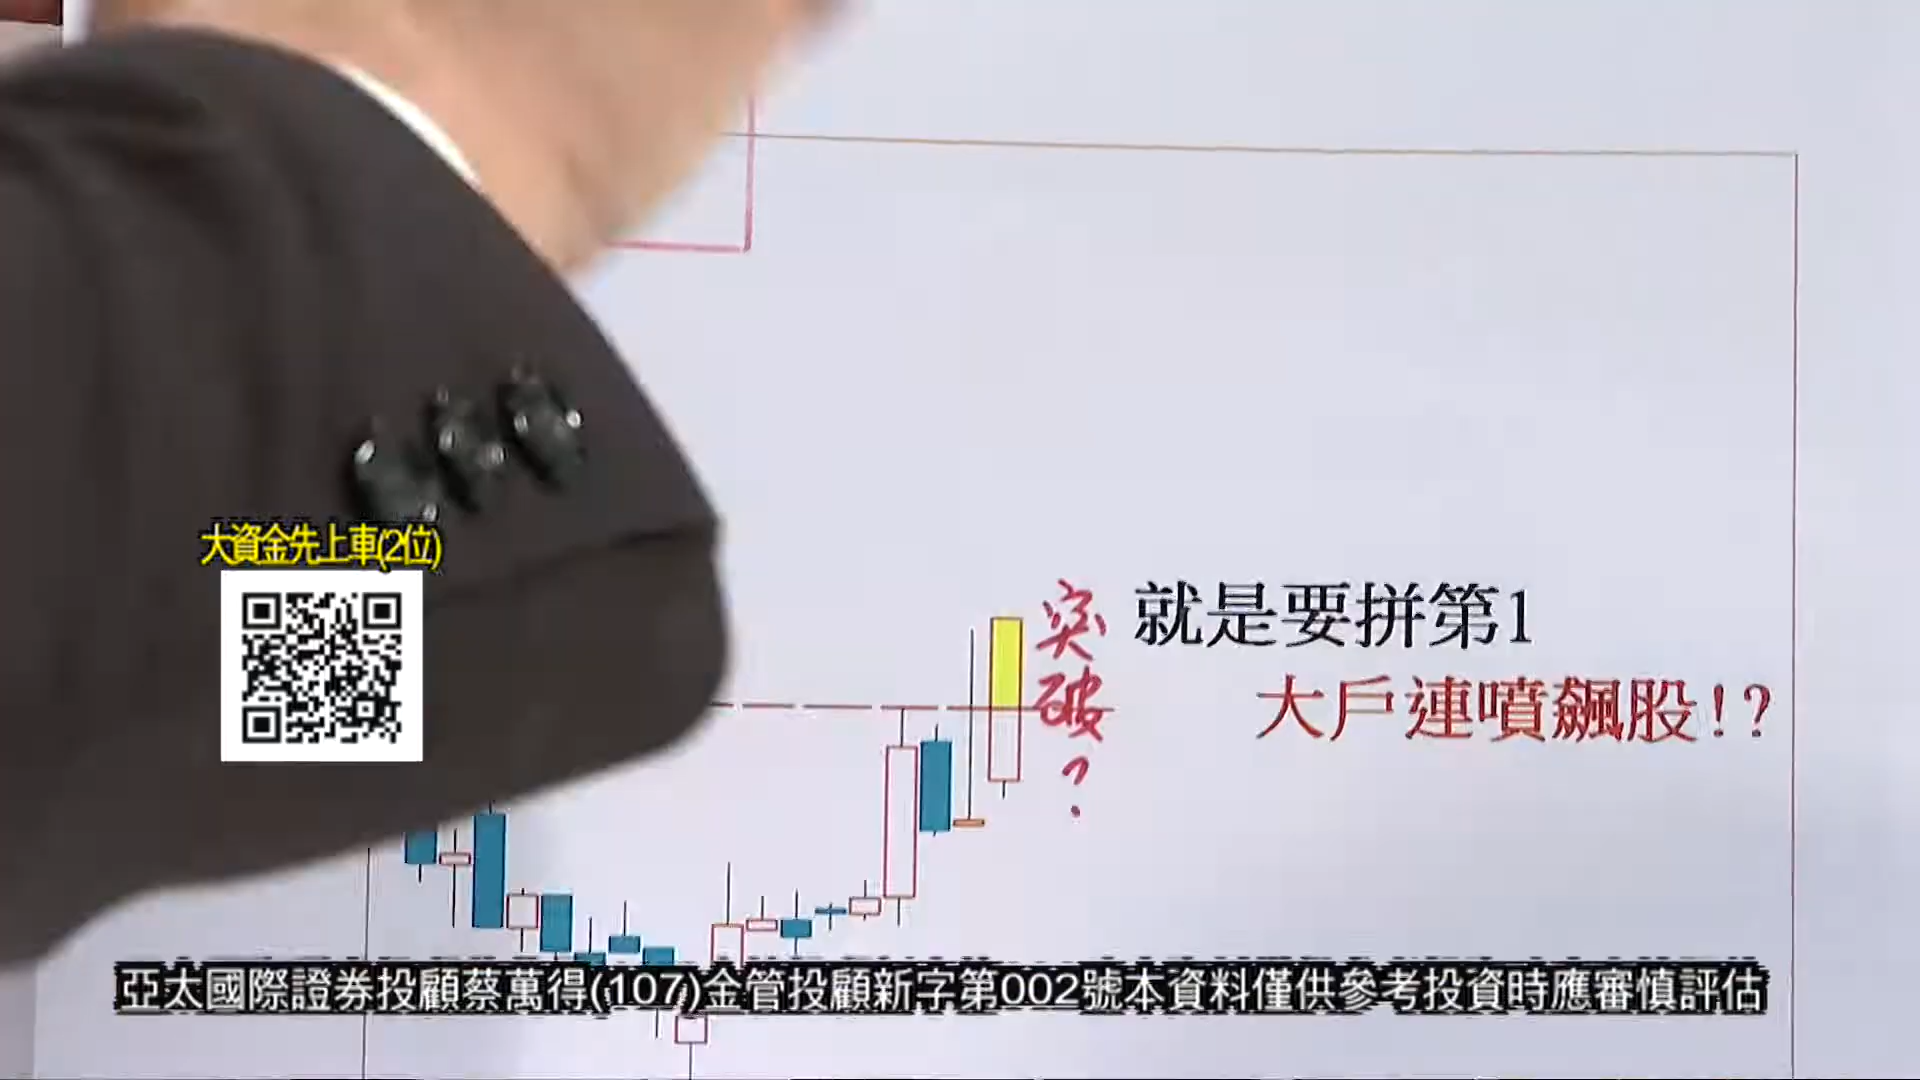 大資金先上車(2位)
突破?
就是要拼第1
大戶連噴飆股!?
亞太國際證券投顧蔡萬得(107)金管投顧新字第002號本資料僅供參考投資時應審慎評估